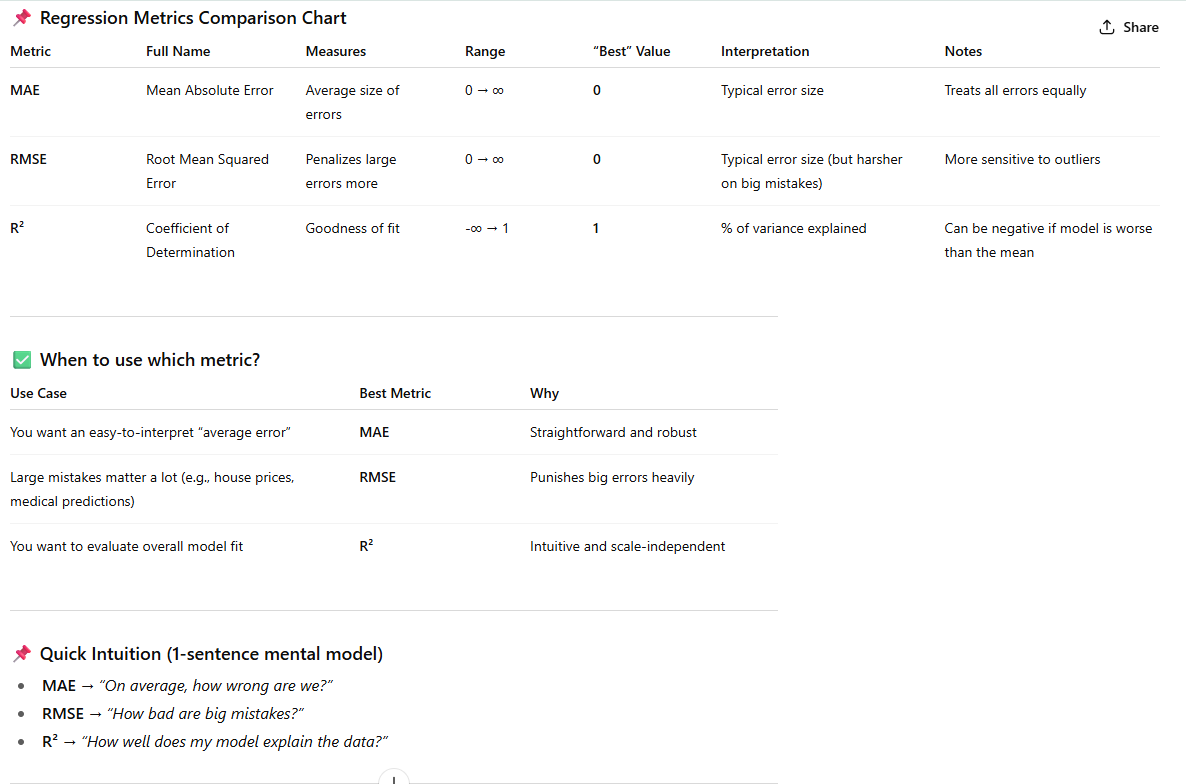 📌 Regression Metrics Comparison Chart
Share
Metric Full Name Measures Range “Best” Value Interpretation Notes
MAE Mean Absolute Error Average size of errors 0 → ∞ 0 Typical error size Treats all errors equally
RMSE Root Mean Squared Error Penalizes large errors more 0 → ∞ 0 Typical error size (but harsher on big mistakes) More sensitive to outliers
R² Coefficient of Determination Goodness of fit -∞ → 1 1 % of variance explained Can be negative if model is worse than the mean
✅ When to use which metric?
Use Case Best Metric Why
You want an easy-to-interpret “average error” MAE Straightforward and robust
Large mistakes matter a lot (e.g., house prices, medical predictions) RMSE Punishes big errors heavily
You want to evaluate overall model fit R² Intuitive and scale-independent
📌 Quick Intuition (1-sentence mental model)
• MAE → “On average, how wrong are we?”
• RMSE → “How bad are big mistakes?”
• R² → “How well does my model explain the data?”